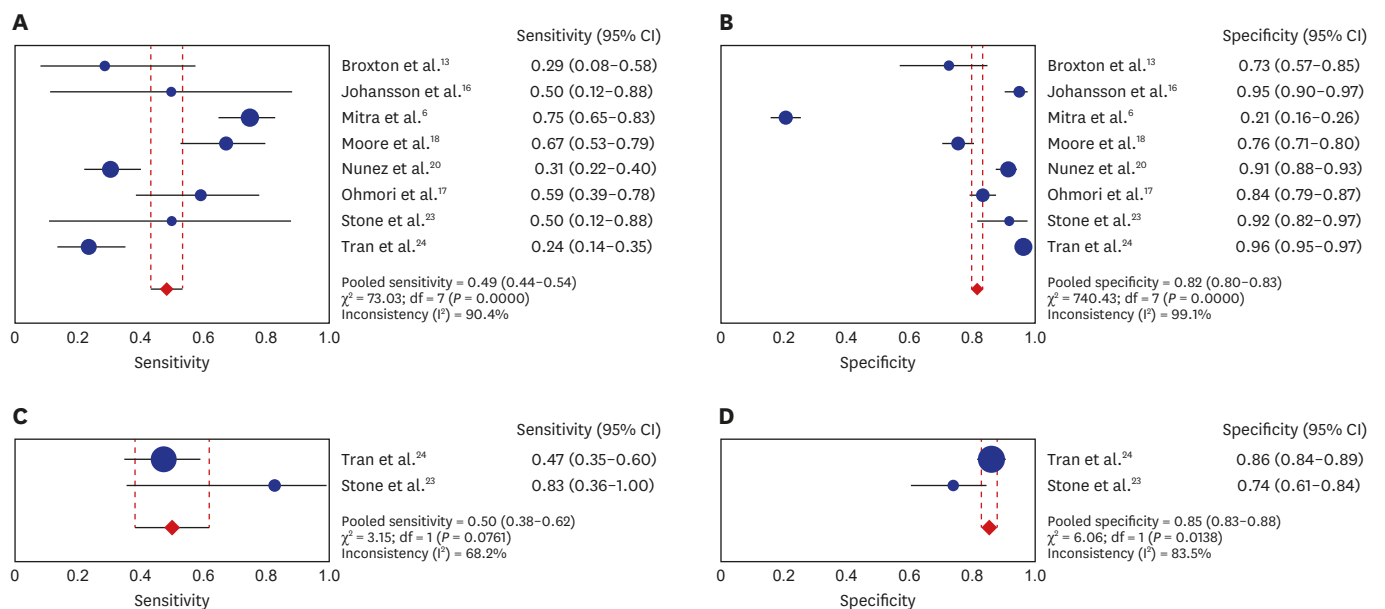 A
Sensitivity (95% CI)
Broxton et al.¹³ 0.29 (0.08–0.58)
Johansson et al.¹⁶ 0.50 (0.12–0.88)
Mitra et al.⁶ 0.75 (0.65–0.83)
Moore et al.¹⁸ 0.67 (0.53–0.79)
Nunez et al.²⁰ 0.31 (0.22–0.40)
Ohmori et al.¹⁷ 0.59 (0.39–0.78)
Stone et al.²³ 0.50 (0.12–0.88)
Tran et al.²⁴ 0.24 (0.14–0.35)
Pooled sensitivity = 0.49 (0.44–0.54)
χ² = 73.03; df = 7 (P = 0.0000)
Inconsistency (I²) = 90.4%
0 0.2 0.4 0.6 0.8 1.0
Sensitivity
B
Specificity (95% CI)
Broxton et al.¹³ 0.73 (0.57–0.85)
Johansson et al.¹⁶ 0.95 (0.90–0.97)
Mitra et al.⁶ 0.21 (0.16–0.26)
Moore et al.¹⁸ 0.76 (0.71–0.80)
Nunez et al.²⁰ 0.91 (0.88–0.93)
Ohmori et al.¹⁷ 0.84 (0.79–0.87)
Stone et al.²³ 0.92 (0.82–0.97)
Tran et al.²⁴ 0.96 (0.95–0.97)
Pooled specificity = 0.82 (0.80–0.83)
χ² = 740.43; df = 7 (P = 0.0000)
Inconsistency (I²) = 99.1%
0 0.2 0.4 0.6 0.8 1.0
Specificity
C
Sensitivity (95% CI)
Tran et al.²⁴ 0.47 (0.35–0.60)
Stone et al.²³ 0.83 (0.36–1.00)
Pooled sensitivity = 0.50 (0.38–0.62)
χ² = 3.15; df = 1 (P = 0.0761)
Inconsistency (I²) = 68.2%
0 0.2 0.4 0.6 0.8 1.0
Sensitivity
D
Specificity (95% CI)
Tran et al.²⁴ 0.86 (0.84–0.89)
Stone et al.²³ 0.74 (0.61–0.84)
Pooled specificity = 0.85 (0.83–0.88)
χ² = 6.06; df = 1 (P = 0.0138)
Inconsistency (I²) = 83.5%
0 0.2 0.4 0.6 0.8 1.0
Specificity